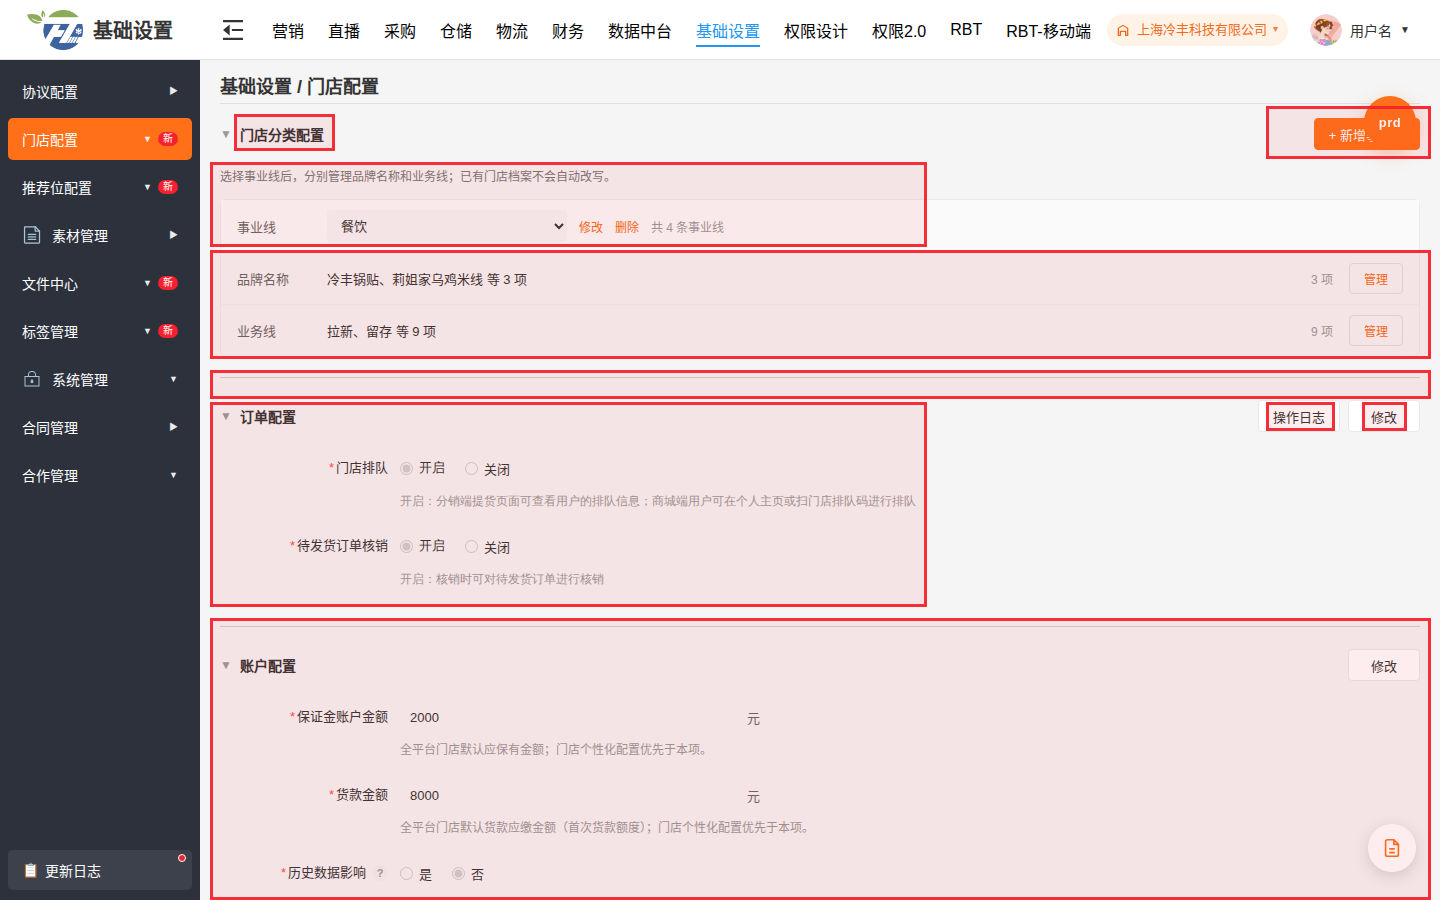 基础设置
营销 直播 采购 仓储 物流 财务 数据中台 基础设置 权限设计 权限2.0 RBT RBT-移动端 上海冷丰科技有限公司 用户名
协议配置
门店配置 新
推荐位配置 新
素材管理
文件中心 新
标签管理 新
系统管理
合同管理
合作管理
更新日志
基础设置 / 门店配置
prd
门店分类配置 + 新增
选择事业线后，分别管理品牌名称和业务线；已有门店档案不会自动改写。
事业线 餐饮 修改 删除 共 4 条事业线
品牌名称 冷丰锅贴、莉姐家乌鸡米线 等 3 项 3 项 管理
业务线 拉新、留存 等 9 项 9 项 管理
订单配置 操作日志 修改
*门店排队 开启 关闭
开启：分销端提货页面可查看用户的排队信息；商城端用户可在个人主页或扫门店排队码进行排队
*待发货订单核销 开启 关闭
开启：核销时可对待发货订单进行核销
账户配置 修改
*保证金账户金额 2000 元
全平台门店默认应保有金额；门店个性化配置优先于本项。
*货款金额 8000 元
全平台门店默认货款应缴金额（首次货款额度）；门店个性化配置优先于本项。
*历史数据影响 ? 是 否